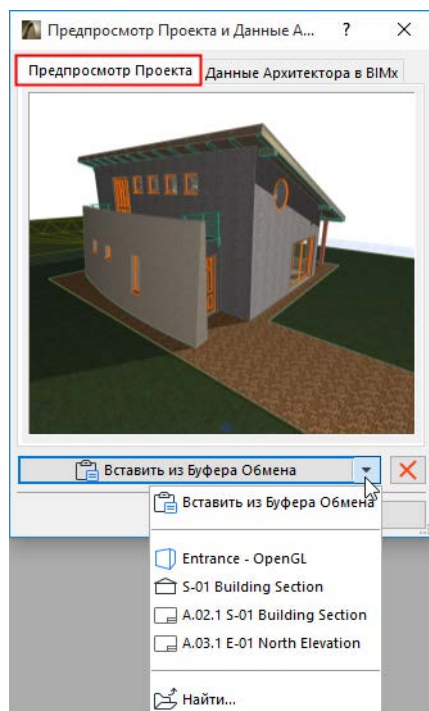 Предпросмотр Проекта и Данные А... ? ×
Предпросмотр Проекта Данные Архитектора в BIMx
Вставить из Буфера Обмена
Вставить из Буфера Обмена
Entrance - OpenGL
S-01 Building Section
A.02.1 S-01 Building Section
A.03.1 E-01 North Elevation
Найти...